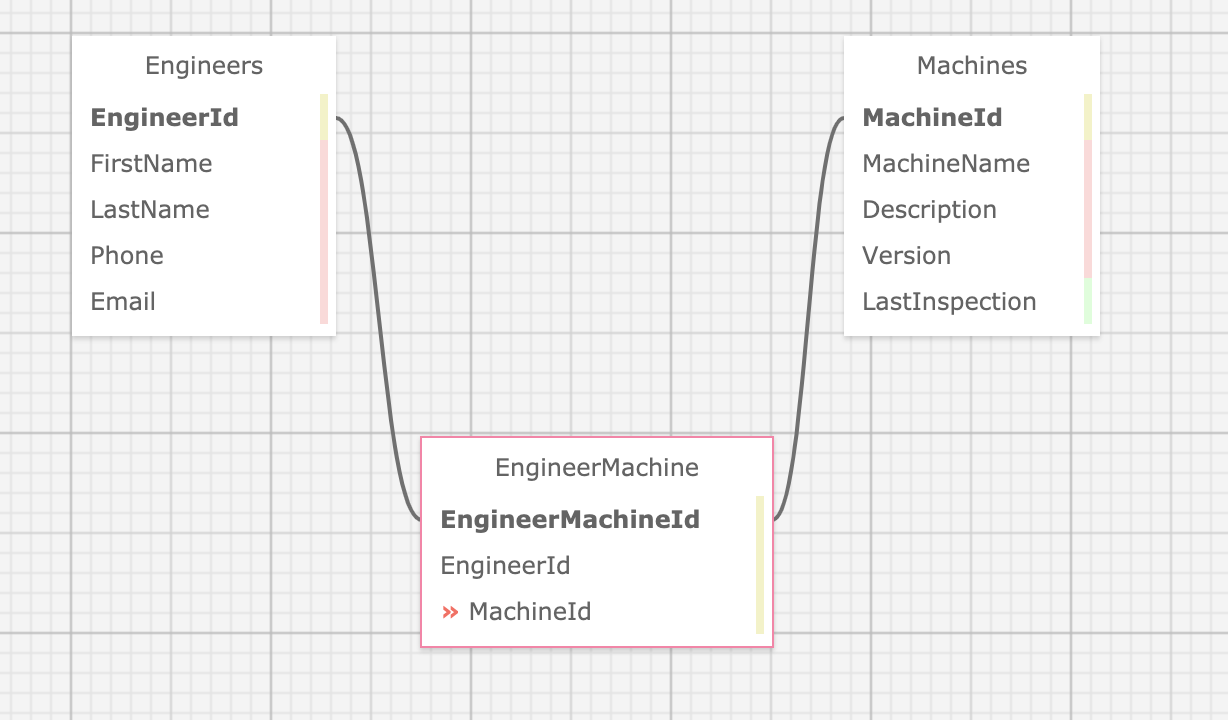 Engineers
EngineerId
FirstName
LastName
Phone
Email
Machines
MachineId
MachineName
Description
Version
LastInspection
EngineerMachine
EngineerMachineId
EngineerId
» MachineId